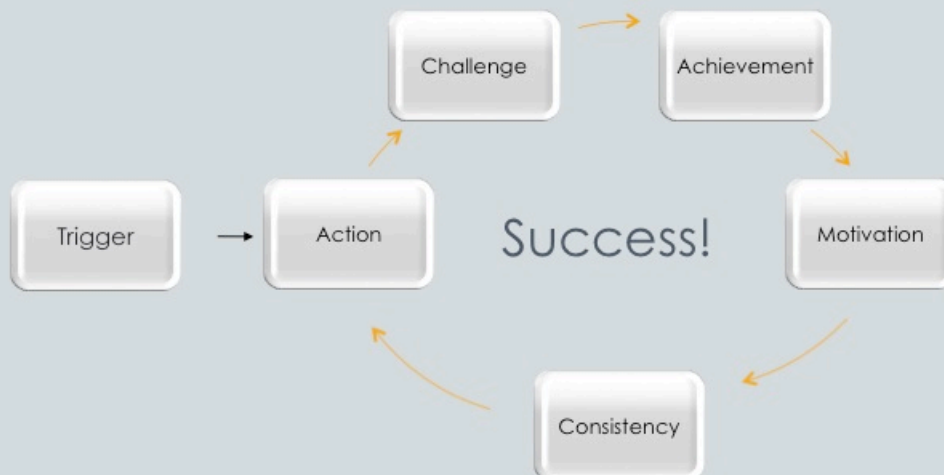 Challenge
Achievement
Trigger
Action
Success!
Motivation
Consistency